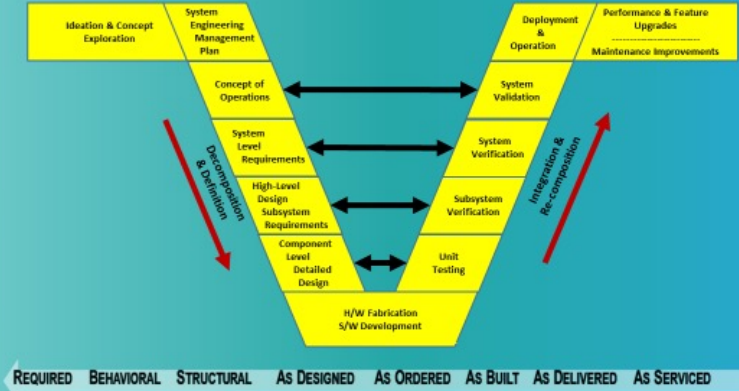 Ideation & Concept
Exploration
System
Engineering
Management
Plan
Deployment
&
Operation
Performance & Feature
Upgrades
Maintenance Improvements
Concept of
Operations
System
Validation
System
Level
Requirements
System
Verification
High-Level
Design
Subsystem
Requirements
Subsystem
Verification
Component
Level
Detailed
Design
Unit
Testing
H/W Fabrication
S/W Development
Decomposition
& Definition
Integration &
Re-composition
REQUIRED BEHAVIORAL STRUCTURAL AS DESIGNED AS ORDERED AS BUILT AS DELIVERED AS SERVICED